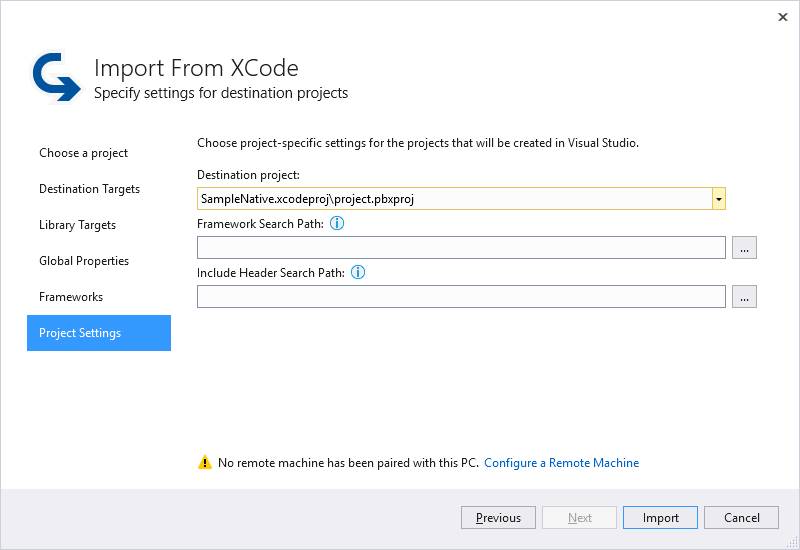 Import From XCode
Specify settings for destination projects
Choose a project
Destination Targets
Library Targets
Global Properties
Frameworks
Project Settings
Choose project-specific settings for the projects that will be created in Visual Studio.
Destination project:
SampleNative.xcodeproj\project.pbxproj
Framework Search Path:
...
Include Header Search Path:
...
No remote machine has been paired with this PC. Configure a Remote Machine
Previous Next Import Cancel